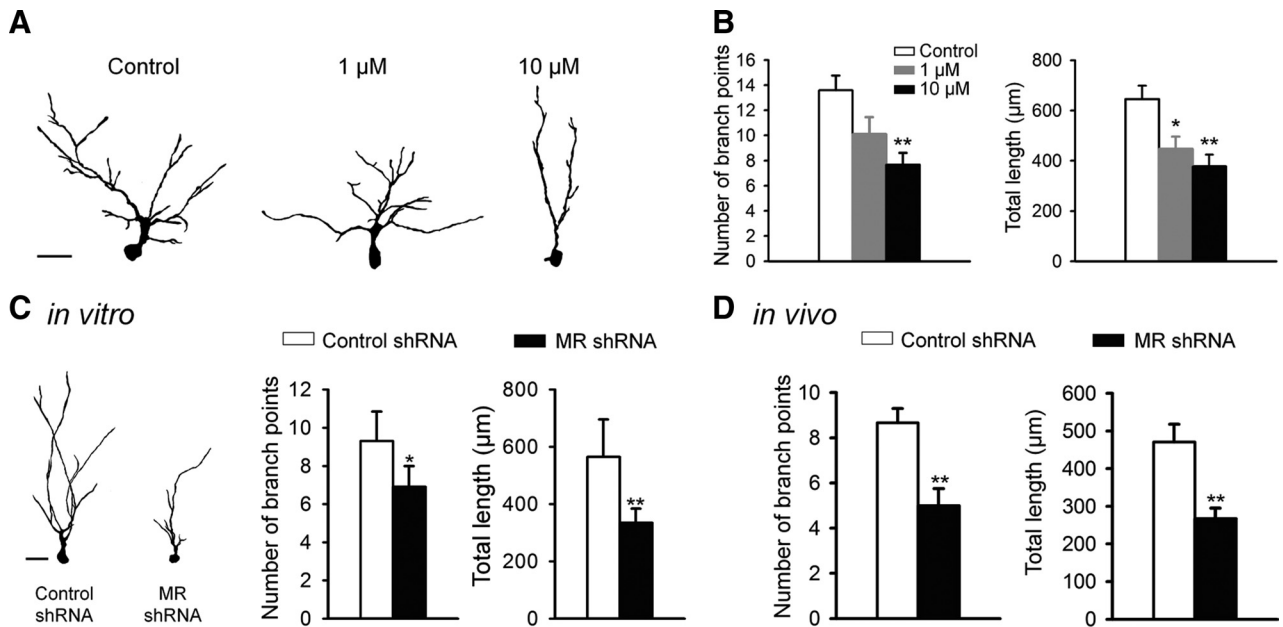 A
Control
1 µM
10 µM
B
Number of branch points
16
14
12
10
8
6
4
2
0
Control
1 µM
10 µM
**
Total length (µm)
800
600
400
200
0
*
**
C
in vitro
Control shRNA
MR shRNA
Control
shRNA
MR
shRNA
Number of branch points
12
10
8
6
4
2
0
*
Total length (µm)
800
600
400
200
0
**
D
in vivo
Control shRNA
MR shRNA
Number of branch points
10
8
6
4
2
0
**
Total length (µm)
600
500
400
300
200
100
0
**